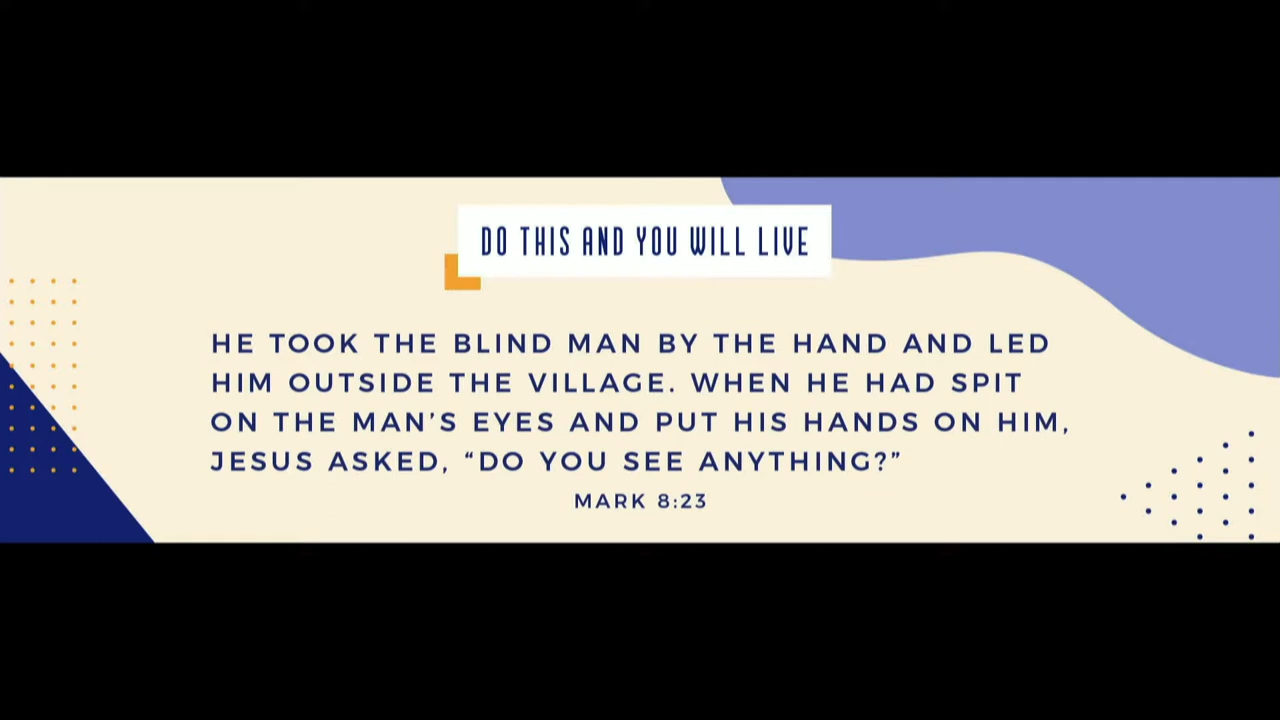 DO THIS AND YOU WILL LIVE
HE TOOK THE BLIND MAN BY THE HAND AND LED
HIM OUTSIDE THE VILLAGE. WHEN HE HAD SPIT
ON THE MAN’S EYES AND PUT HIS HANDS ON HIM,
JESUS ASKED, “DO YOU SEE ANYTHING?”
MARK 8:23